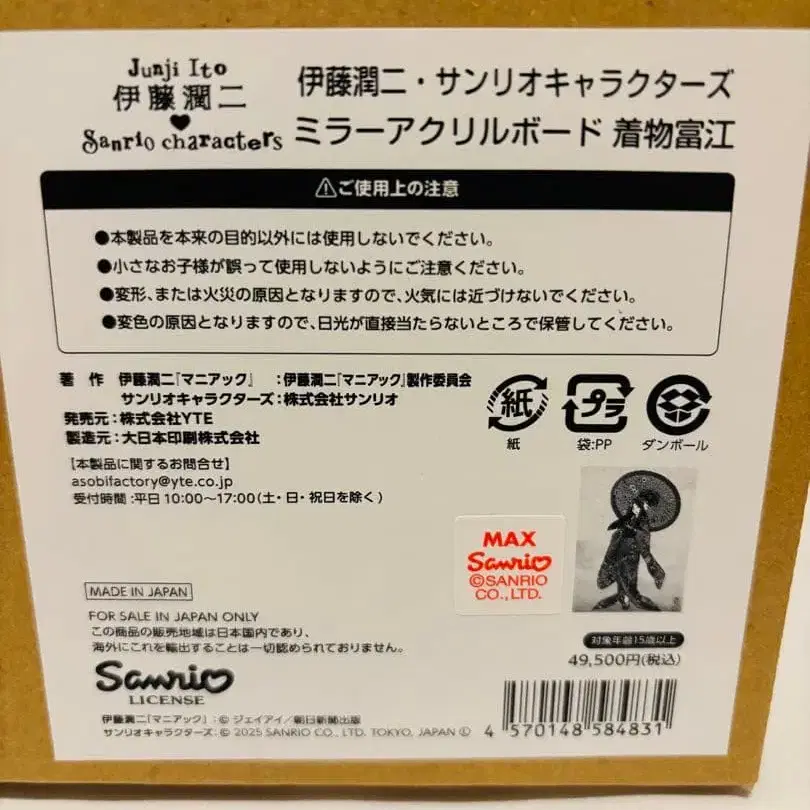 Junji Ito
伊藤潤二
Sanrio characters
伊藤潤二・サンリオキャラクターズ
ミラーアクリルボード 着物富江
⚠ご使用上の注意
●本製品を本来の目的以外には使用しないでください。
●小さなお子様が誤って使用しないようにご注意ください。
●変形、または火災の原因となりますので、火気には近づけないでください。
●変色の原因となりますので、日光が直接当たらないところで保管してください。
著 作 伊藤潤二『マニアック』 :伊藤潤二『マニアック』製作委員会
サンリオキャラクターズ:株式会社サンリオ
発売元:株式会社YTE
製造元:大日本印刷株式会社
【本製品に関するお問合せ】
asobifactory@yte.co.jp
受付時間:平日10:00〜17:00(土・日・祝日を除く)
紙
紙
プラ
袋:PP
ダンボール
MAX
Sanrio
©SANRIO
CO.,LTD.
MADE IN JAPAN
FOR SALE IN JAPAN ONLY
この商品の販売地域は日本国内であり、
海外にこれを輸出することは一切認められておりません。
Sanrio
LICENSE
伊藤潤二『マニアック』:© ジェイアイ/朝日新聞出版
サンリオキャラクターズ:© 2025 SANRIO CO., LTD. TOKYO, JAPAN Ⓛ
対象年齢15歳以上
49,500円(税込)
4 570148 584831